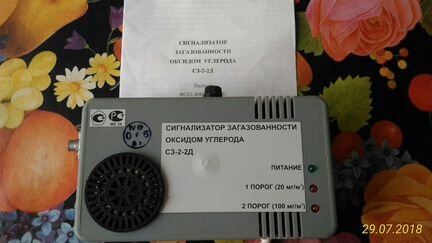 СИГНАЛИЗАТОР
ЗАГАЗОВАННОСТИ
ОКСИДОМ УГЛЕРОДА
СЗ-2-2Д
СИГНАЛИЗАТОР ЗАГАЗОВАННОСТИ
ОКСИДОМ УГЛЕРОДА
СЗ-2-2Д
ПИТАНИЕ
1 ПОРОГ (20 мг/м³)
2 ПОРОГ (100 мг/м³)
29.07.2018